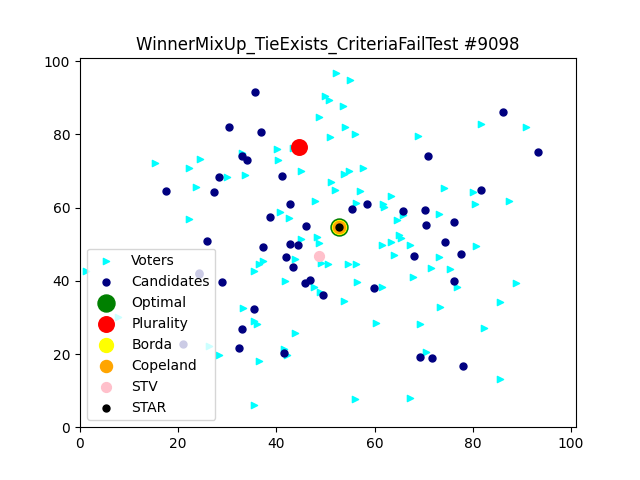 WinnerMixUp_TieExists_CriteriaFailTest #9098
100
80
60
40
20
0
0 20 40 60 80 100
Voters
Candidates
Optimal
Plurality
Borda
Copeland
STV
STAR